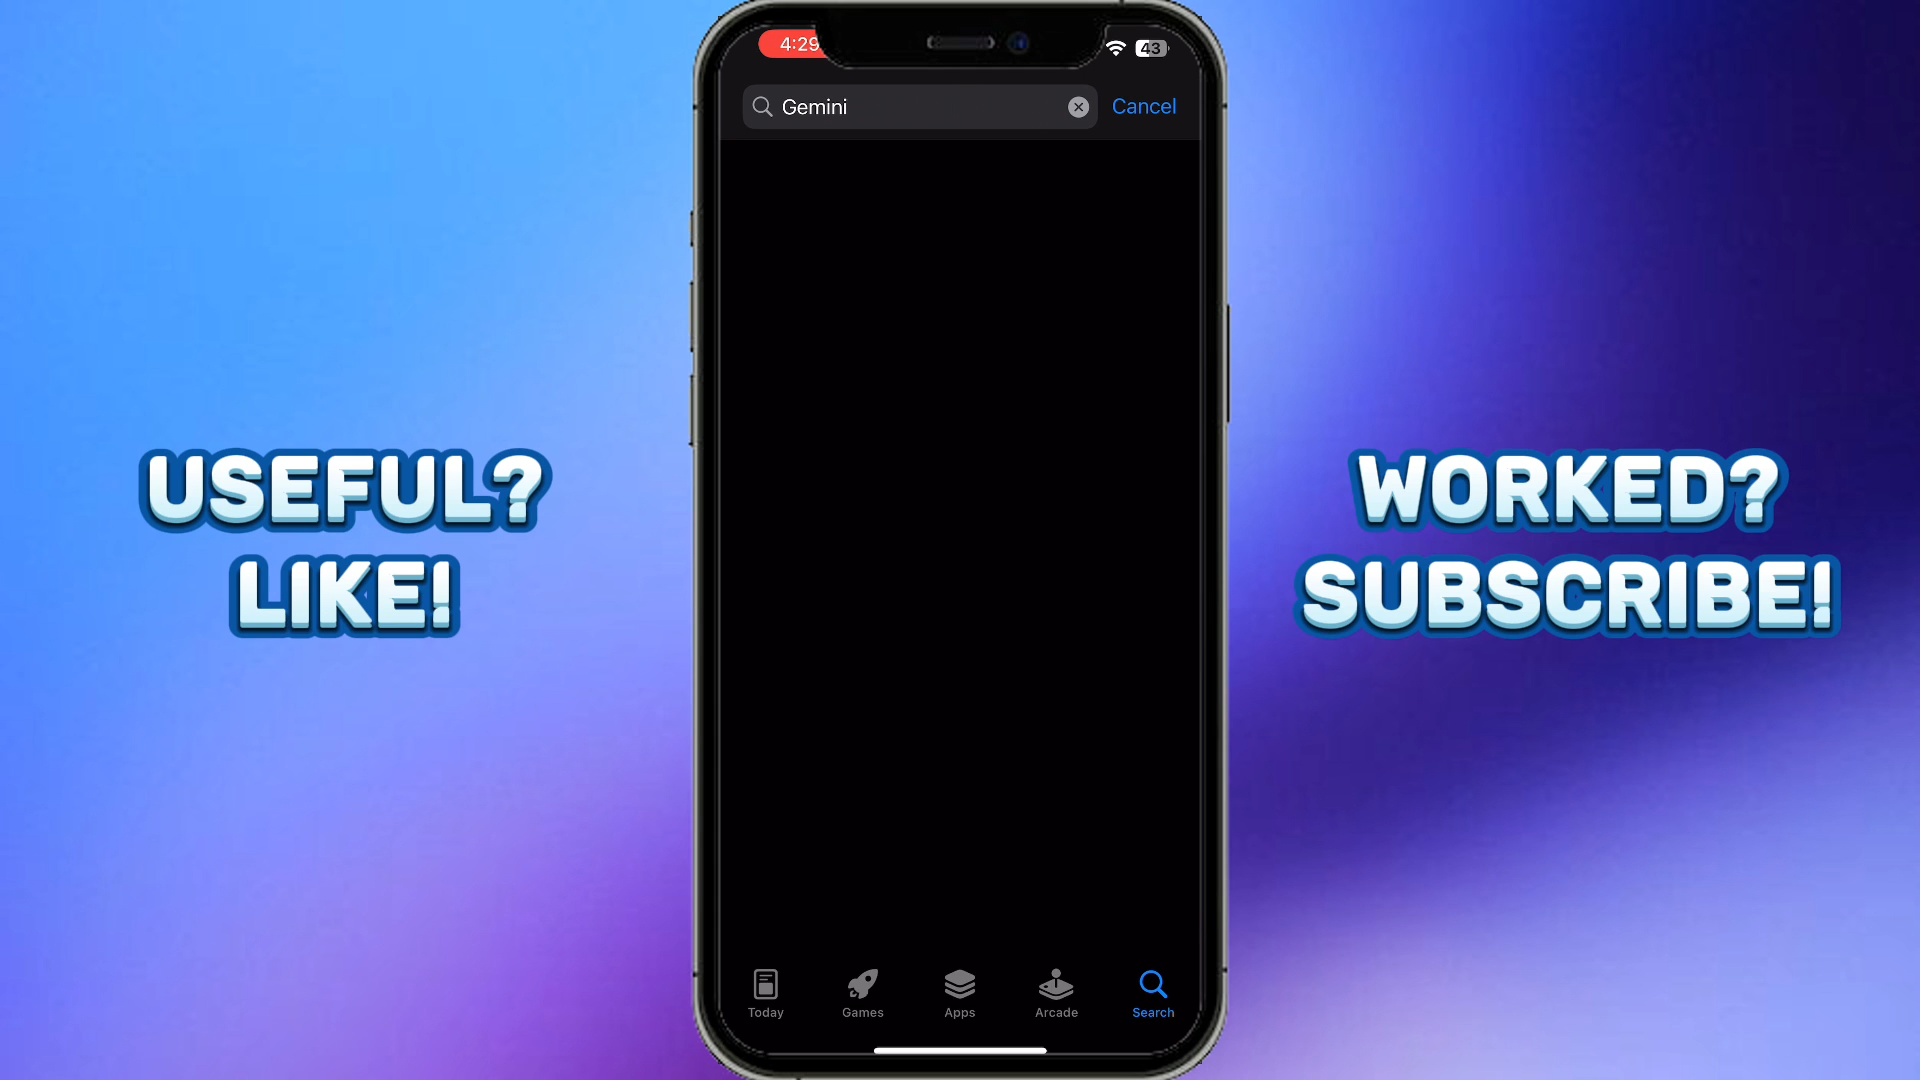 4:29
43
Gemini
Cancel
USEFUL?
LIKE!
WORKED?
SUBSCRIBE!
Today
Games
Apps
Arcade
Search